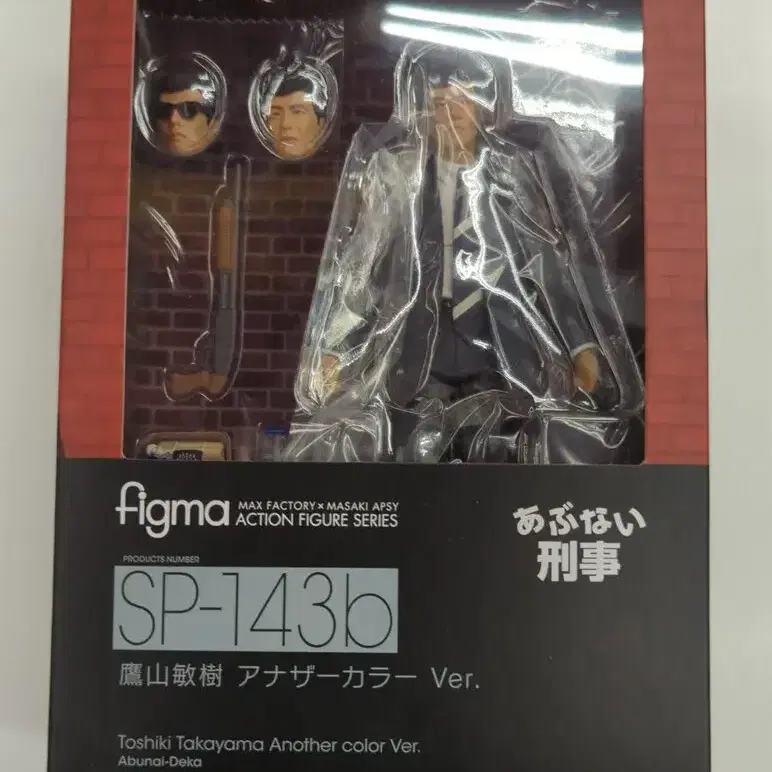 figma
MAX FACTORY × MASAKI APSY
ACTION FIGURE SERIES
あぶない
刑事
PRODUCTS NUMBER
SP-143b
鷹山敏樹 アナザーカラー Ver.
Toshiki Takayama Another color Ver.
Abunai-Deka